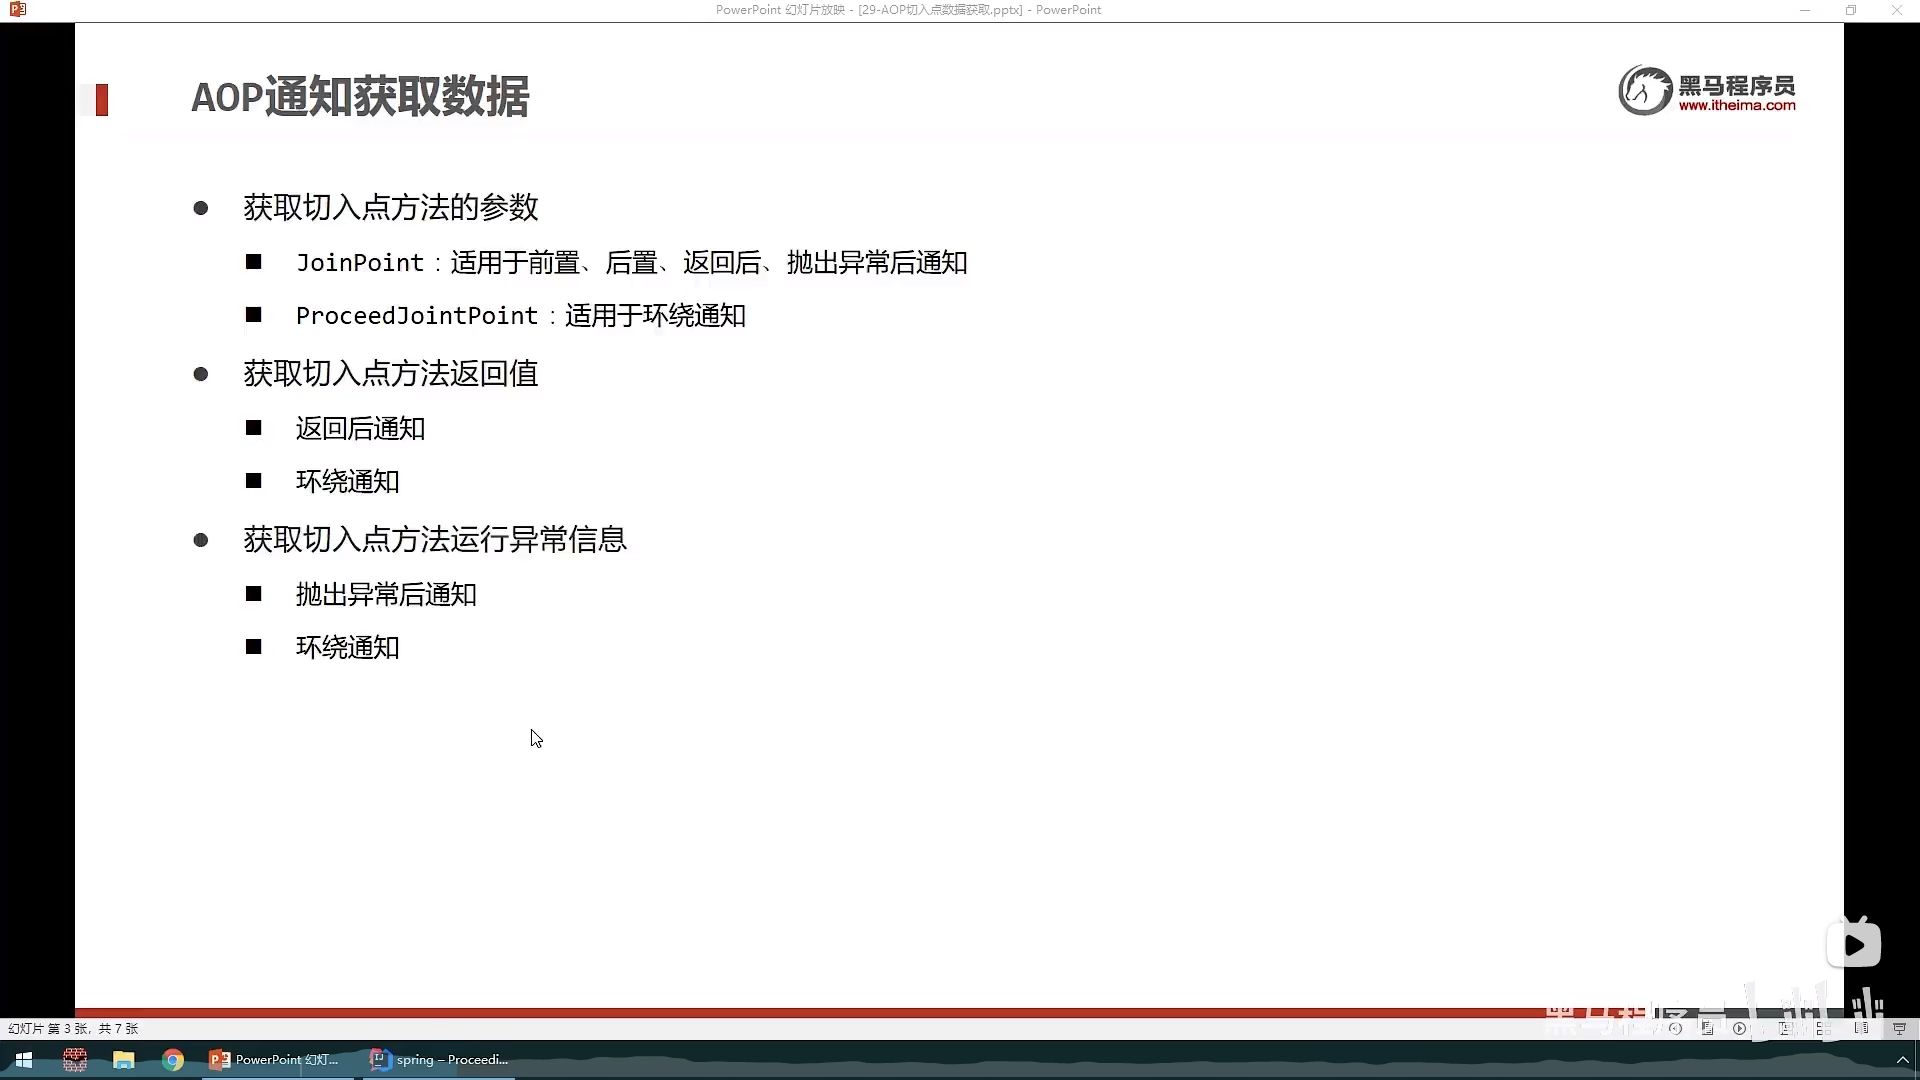 PowerPoint 幻灯片放映 - [29-AOP切入点数据获取.pptx] - PowerPoint
AOP通知获取数据
黑马程序员
www.itheima.com
获取切入点方法的参数
JoinPoint：适用于前置、后置、返回后、抛出异常后通知
ProceedJointPoint：适用于环绕通知
获取切入点方法返回值
返回后通知
环绕通知
获取切入点方法运行异常信息
抛出异常后通知
环绕通知
黑马程序员
幻灯片 第 3 张，共 7 张
PowerPoint 幻灯...
spring – Proceedi...